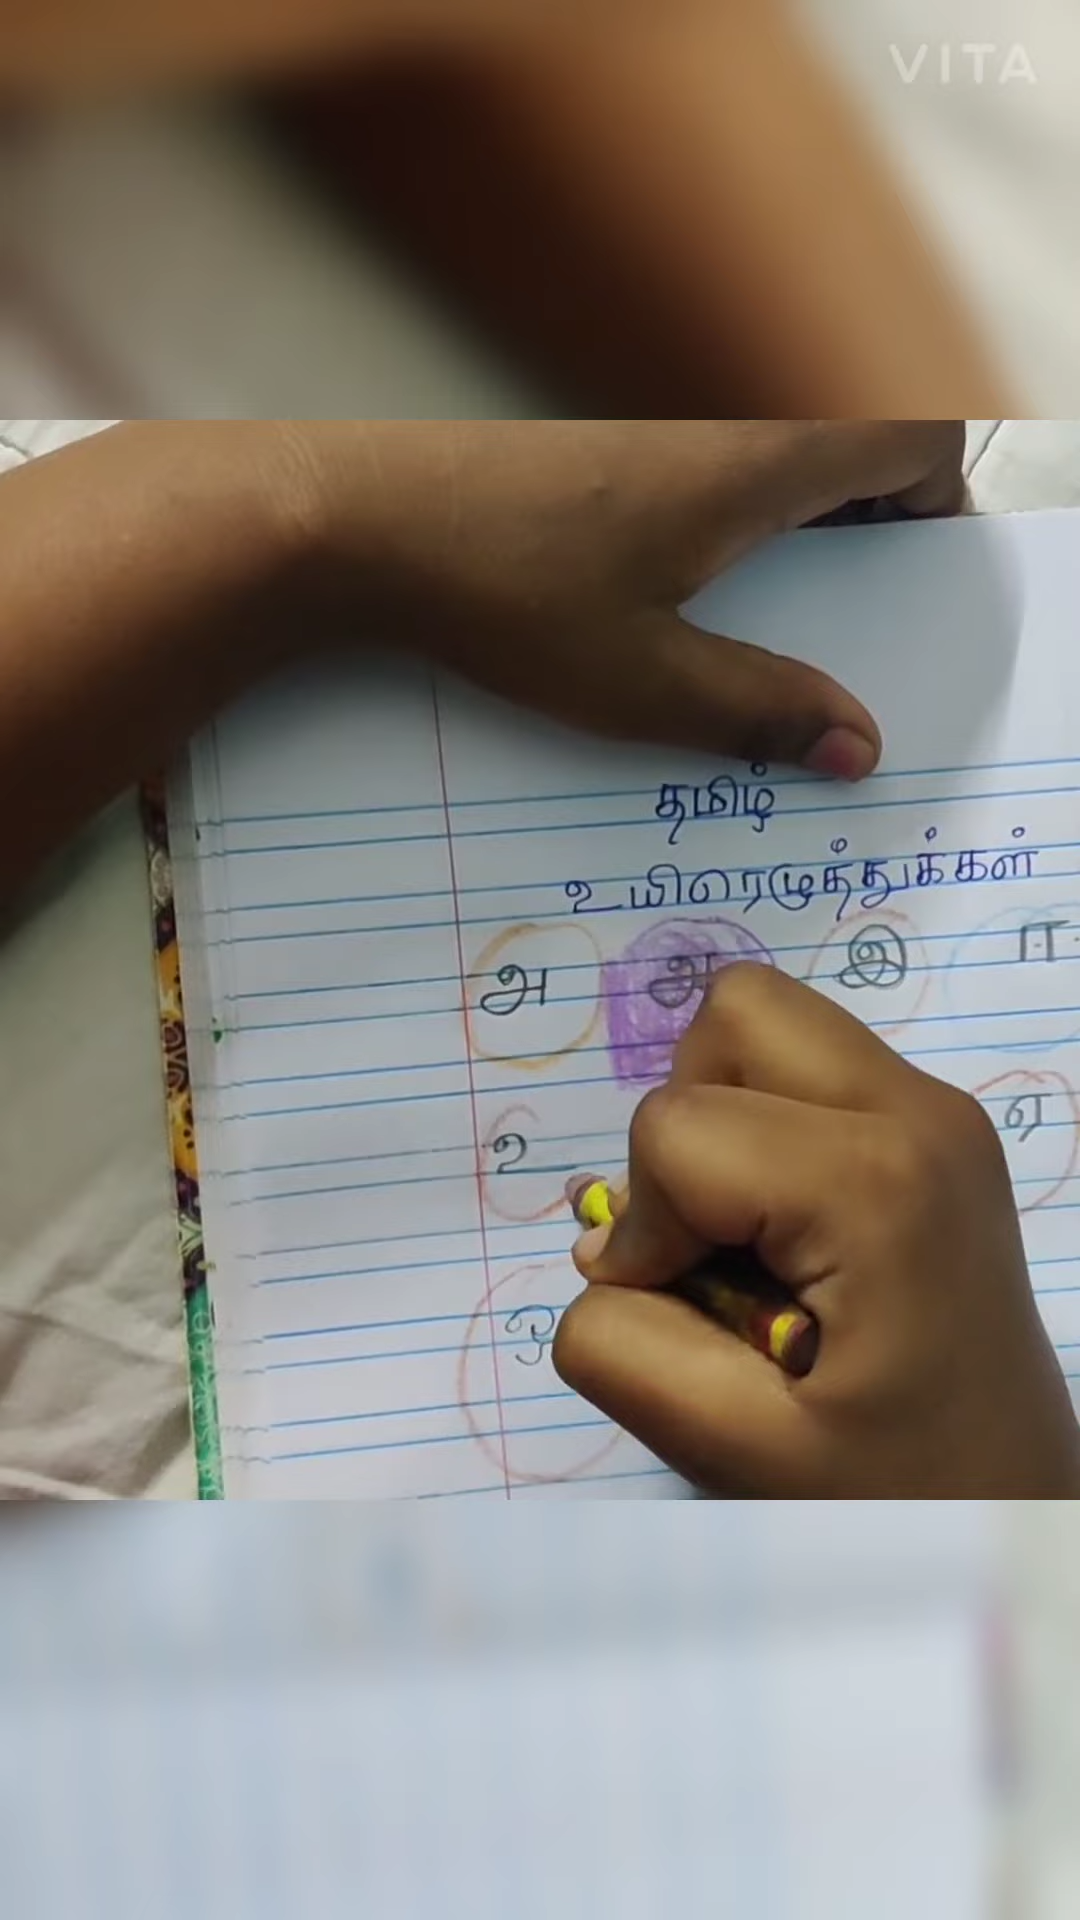 VITA
தமிழ்
உயிரெழுத்துக்கள்
அ இ ஈ
உ ஏ
ஒ